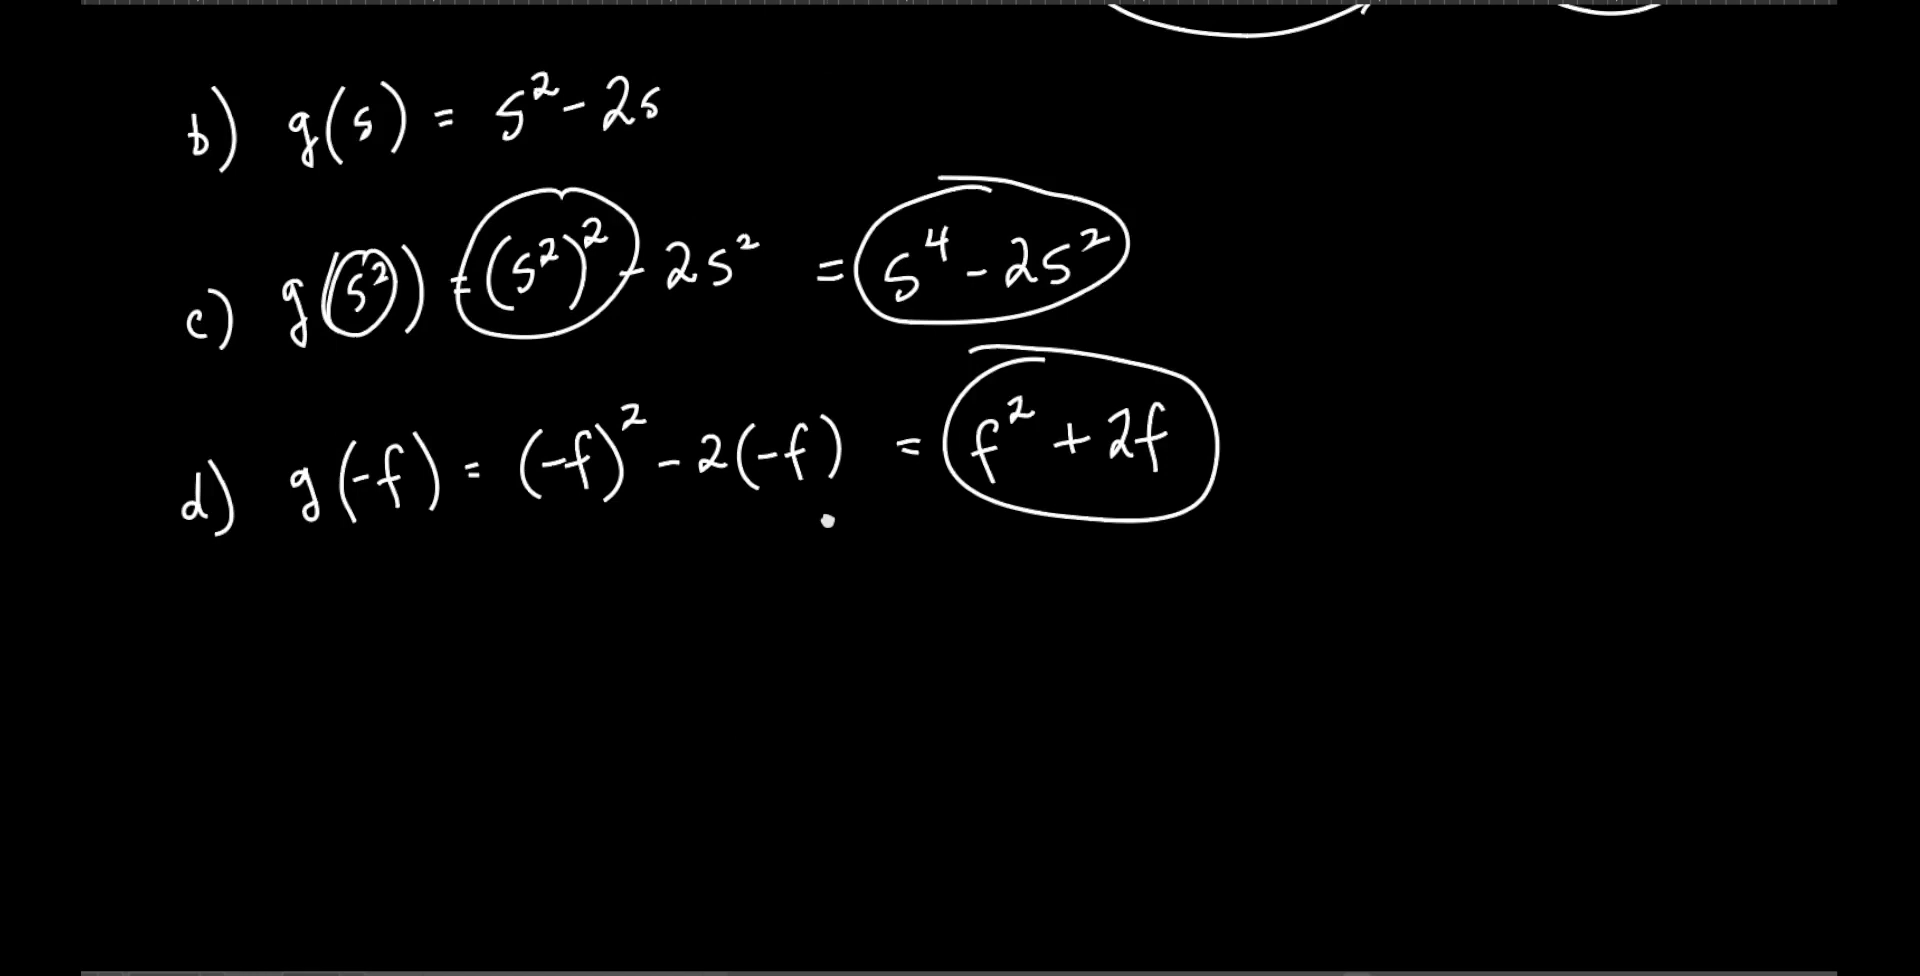 b) g(s) = s² - 2s
c) g(s²) = (s²)² - 2s² = s⁴ - 2s²
d) g(-f) = (-f)² - 2(-f) = f² + 2f